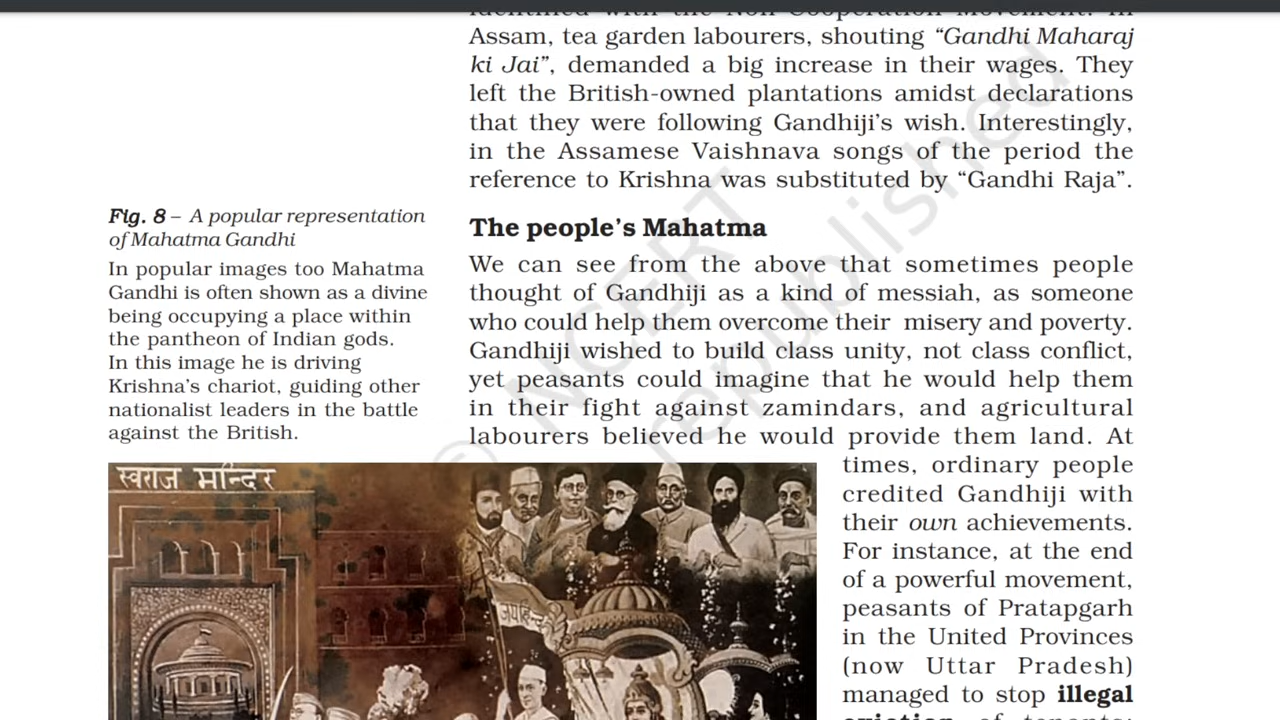 Assam, tea garden labourers, shouting “Gandhi Maharaj
ki Jai”, demanded a big increase in their wages. They
left the British-owned plantations amidst declarations
that they were following Gandhiji’s wish. Interestingly,
in the Assamese Vaishnava songs of the period the
reference to Krishna was substituted by “Gandhi Raja”.
Fig. 8 – A popular representation
of Mahatma Gandhi
In popular images too Mahatma
Gandhi is often shown as a divine
being occupying a place within
the pantheon of Indian gods.
In this image he is driving
Krishna’s chariot, guiding other
nationalist leaders in the battle
against the British.
The people’s Mahatma
We can see from the above that sometimes people
thought of Gandhiji as a kind of messiah, as someone
who could help them overcome their misery and poverty.
Gandhiji wished to build class unity, not class conflict,
yet peasants could imagine that he would help them
in their fight against zamindars, and agricultural
labourers believed he would provide them land. At
times, ordinary people
credited Gandhiji with
their own achievements.
For instance, at the end
of a powerful movement,
peasants of Pratapgarh
in the United Provinces
(now Uttar Pradesh)
managed to stop illegal
स्वराज मन्दिर
जयहिन्द
© NCERT
republished